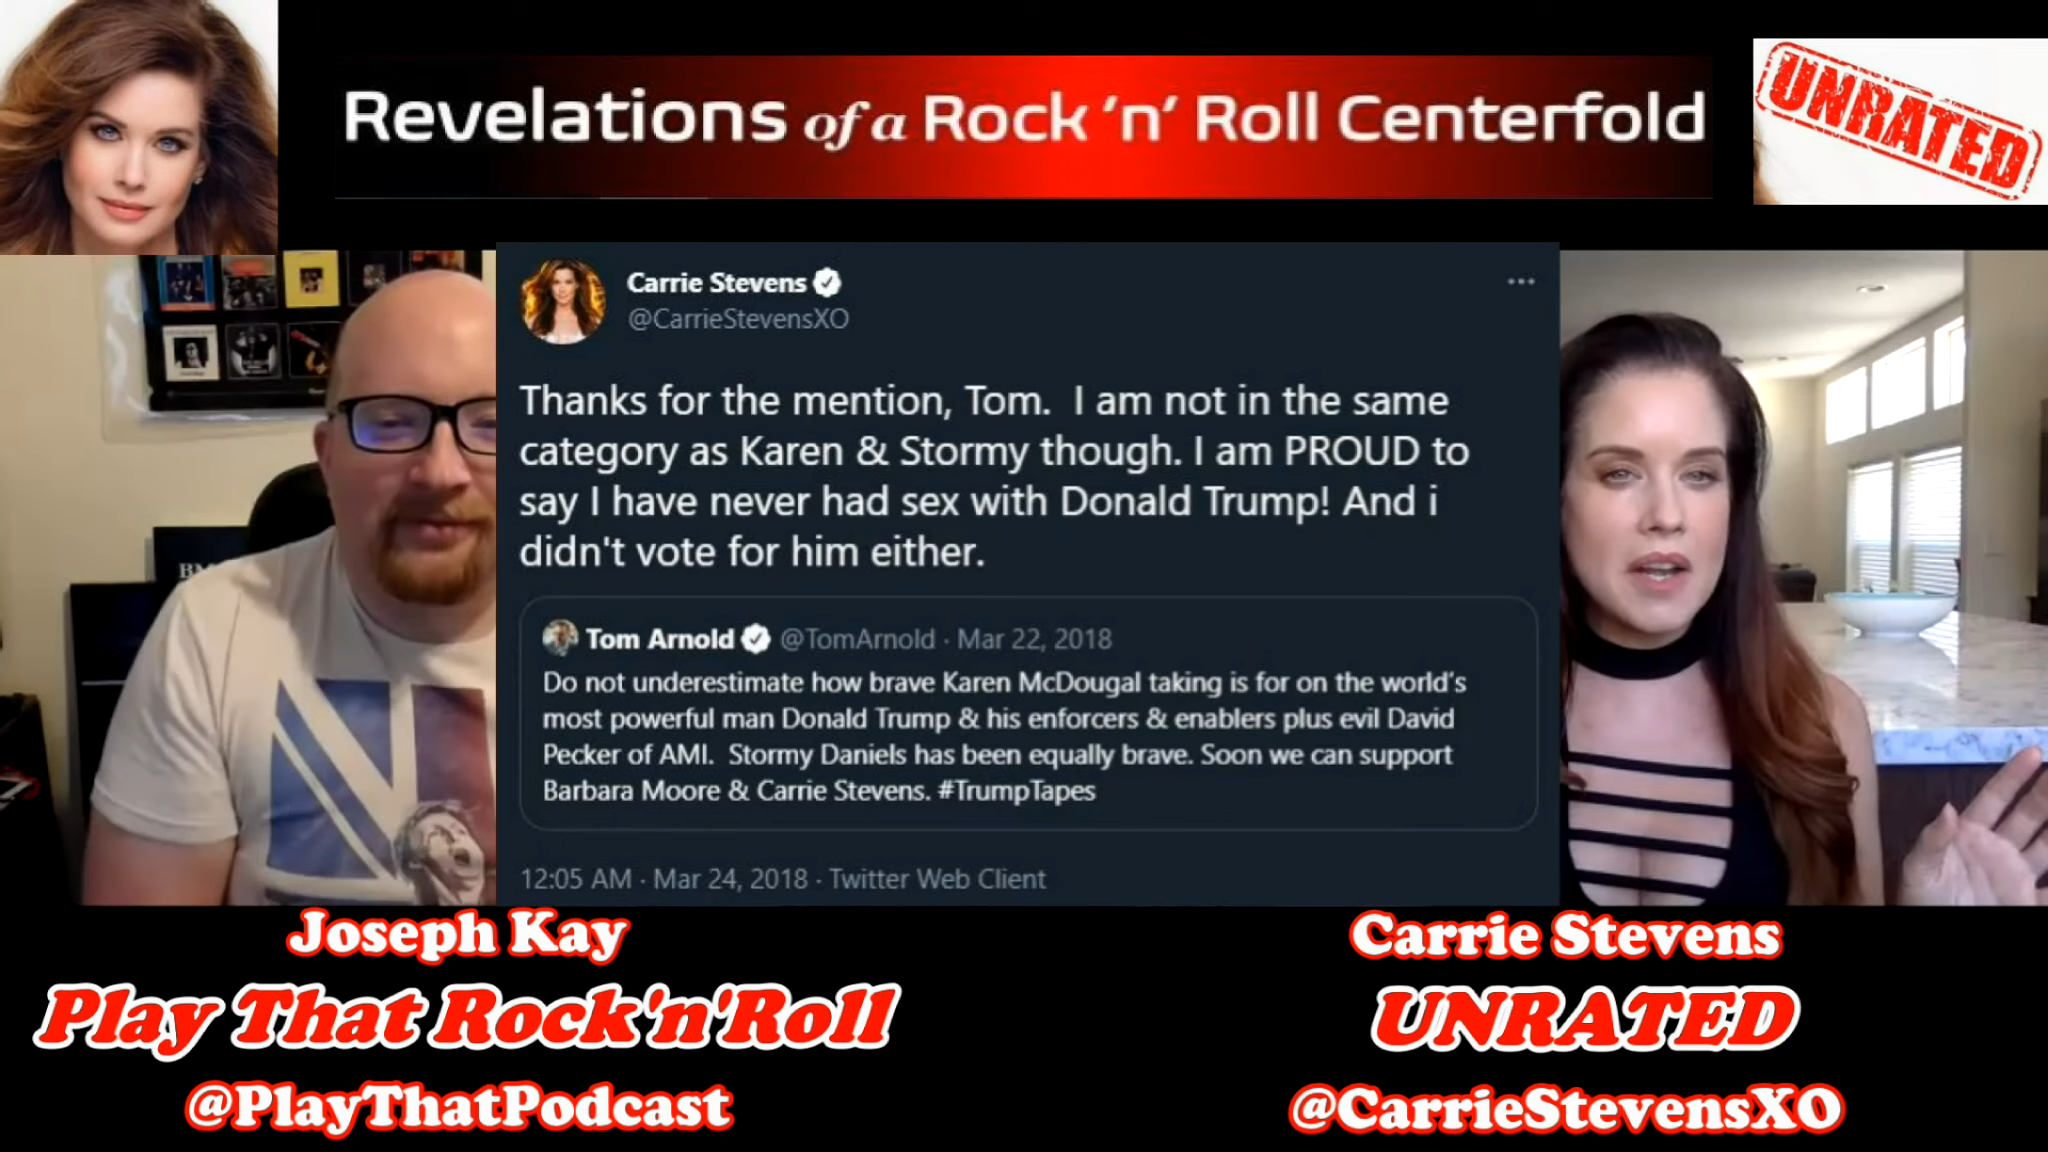 Revelations of a Rock 'n' Roll Centerfold
UNRATED
Carrie Stevens
@CarrieStevensXO
Thanks for the mention, Tom. I am not in the same
category as Karen & Stormy though. I am PROUD to
say I have never had sex with Donald Trump! And i
didn't vote for him either.
Tom Arnold @TomArnold · Mar 22, 2018
Do not underestimate how brave Karen McDougal taking is for on the world's
most powerful man Donald Trump & his enforcers & enablers plus evil David
Pecker of AMI. Stormy Daniels has been equally brave. Soon we can support
Barbara Moore & Carrie Stevens. #TrumpTapes
12:05 AM · Mar 24, 2018 · Twitter Web Client
Joseph Kay
Play That Rock'n'Roll
@PlayThatPodcast
Carrie Stevens
UNRATED
@CarrieStevensXO